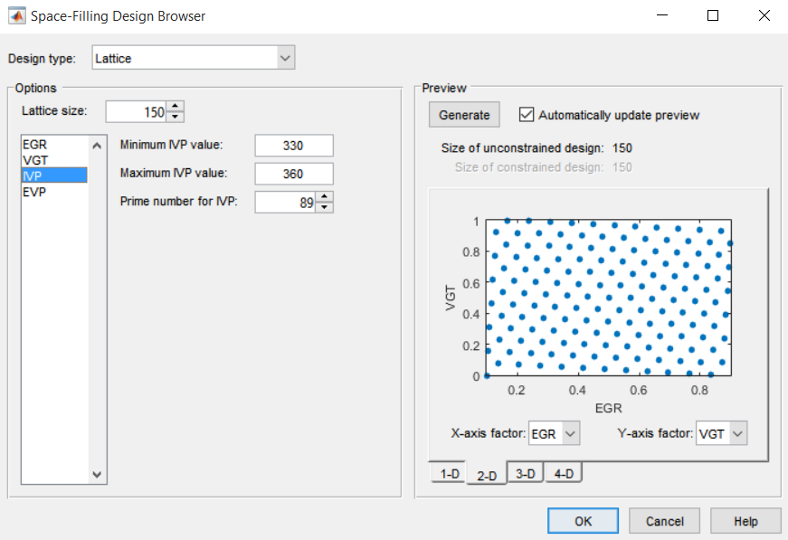 Space-Filling Design Browser
Design type: Lattice
Options
Lattice size: 150
EGR
VGT
IVP
EVP
Minimum IVP value: 330
Maximum IVP value: 360
Prime number for IVP: 89
Preview
Generate
Automatically update preview
Size of unconstrained design: 150
Size of constrained design: 150
1
0.8
0.6
0.4
0.2
0
VGT
0.2 0.4 0.6 0.8
EGR
X-axis factor: EGR Y-axis factor: VGT
1-D 2-D 3-D 4-D
OK Cancel Help